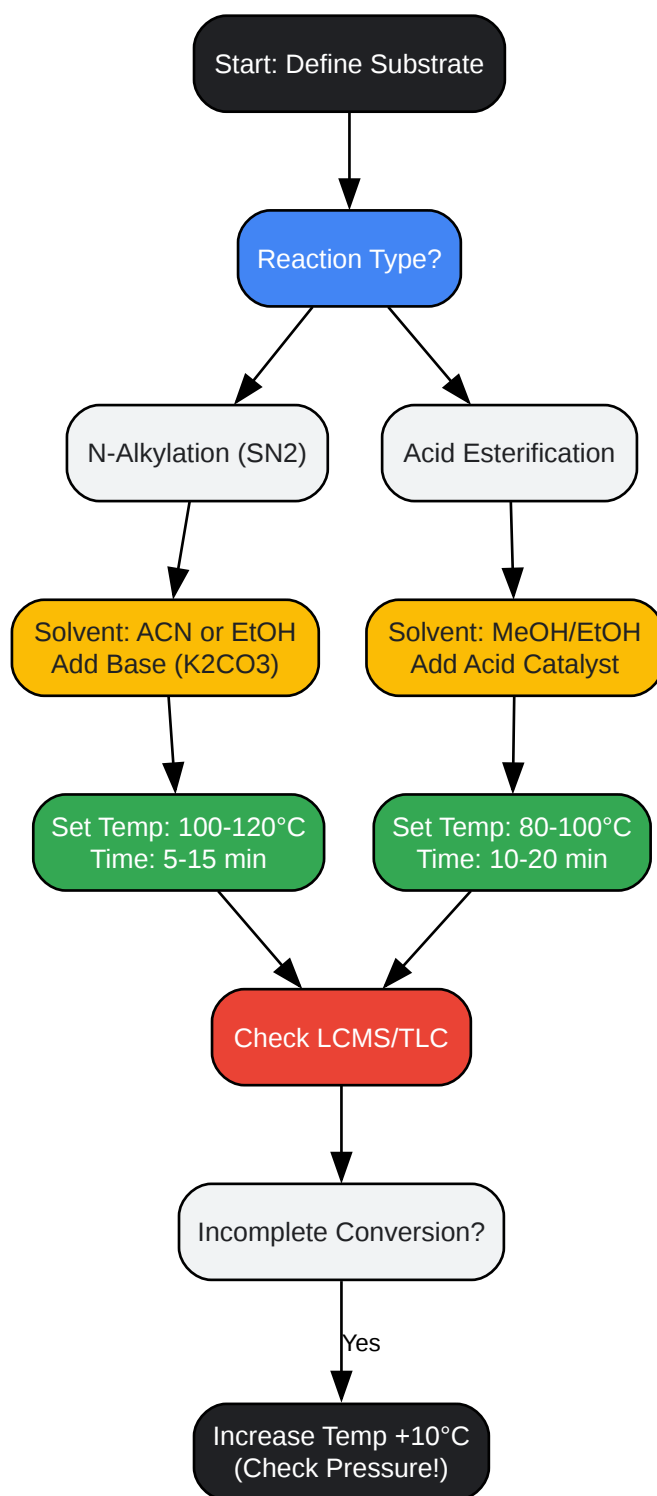 Start: Define Substrate
Reaction Type?
N-Alkylation (SN2)
Acid Esterification
Solvent: ACN or EtOH
Add Base (K2CO3)
Solvent: MeOH/EtOH
Add Acid Catalyst
Set Temp: 100-120°C
Time: 5-15 min
Set Temp: 80-100°C
Time: 10-20 min
Check LCMS/TLC
Incomplete Conversion?
Yes
Increase Temp +10°C
(Check Pressure!)